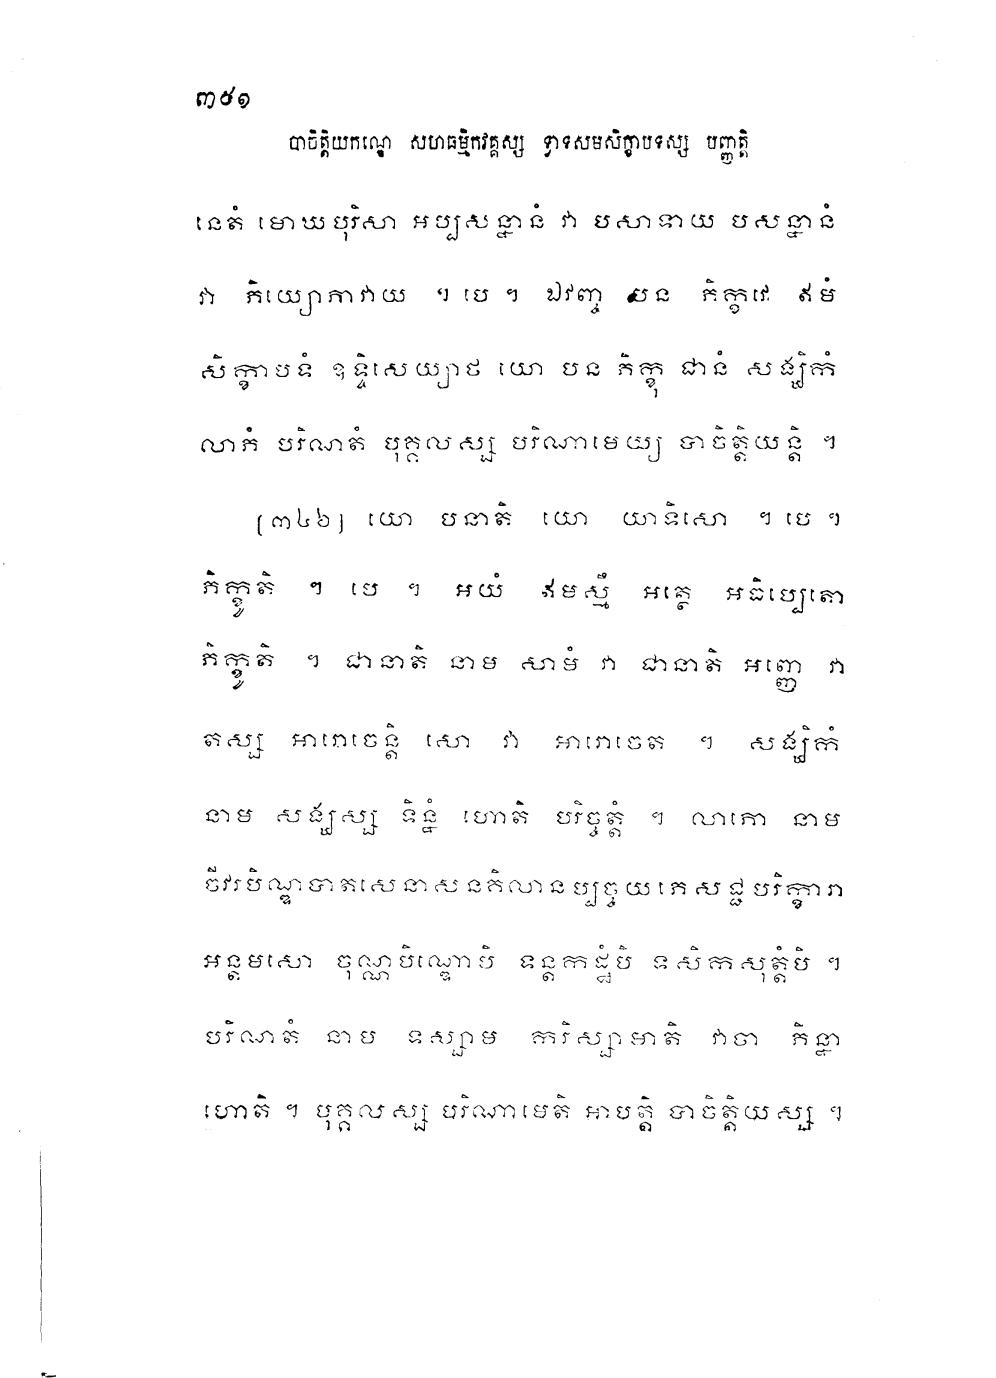 ៣៩១
បាចិត្តិយកណ្ឌេ សហធម្មិកវគ្គស្ស ទ្វាទសមសិក្ខាបទស្ស បញ្ញត្តិ
នេតំ មោឃបុរិសា អប្បសន្នានំ វា បសាទាយ បសន្នានំ
វា ភិយ្យោភាវាយ ។ បេ ។ ឯវញ្ច បន ភិក្ខវេ ឥមំ
សិក្ខាបទំ ឧទ្ទិសេយ្យាថ យោ បន ភិក្ខុ ជានំ សង្ឃិកំ
លាភំ បរិណតំ បុគ្គលស្ស បរិណាមេយ្យ បាចិត្តិយន្តិ ។
[៣៤៦] យោ បនាតិ យោ យាទិសោ ។ បេ ។
ភិក្ខូតិ ។ បេ ។ អយំ ឥមស្មឹ អត្ថេ អធិប្បេតោ
ភិក្ខូតិ ។ ជានាតិ នាម សាមំ វា ជានាតិ អញ្ញេ វា
តស្ស អារោចេន្តិ សោ វា អារោចេត ។ សង្ឃិកំ
នាម សង្ឃស្ស ទិន្នំ ហោតិ បរិច្ចត្តំ ។ លាភោ នាម
ចីវរបិណ្ឌបាតសេនាសនគិលានប្បច្ចយភេសជ្ជបរិក្ខារា
អន្តមសោ ចុណ្ណបិណ្ឌោបិ ទន្តកដ្ឋំបិ ទសិកសុត្តំបិ ។
បរិណតំ នាម ទស្សាម ករិស្សាមាតិ វាចា ភិន្នា
ហោតិ ។ បុគ្គលស្ស បរិណាមេតិ អាបត្តិ បាចិត្តិយស្ស ។